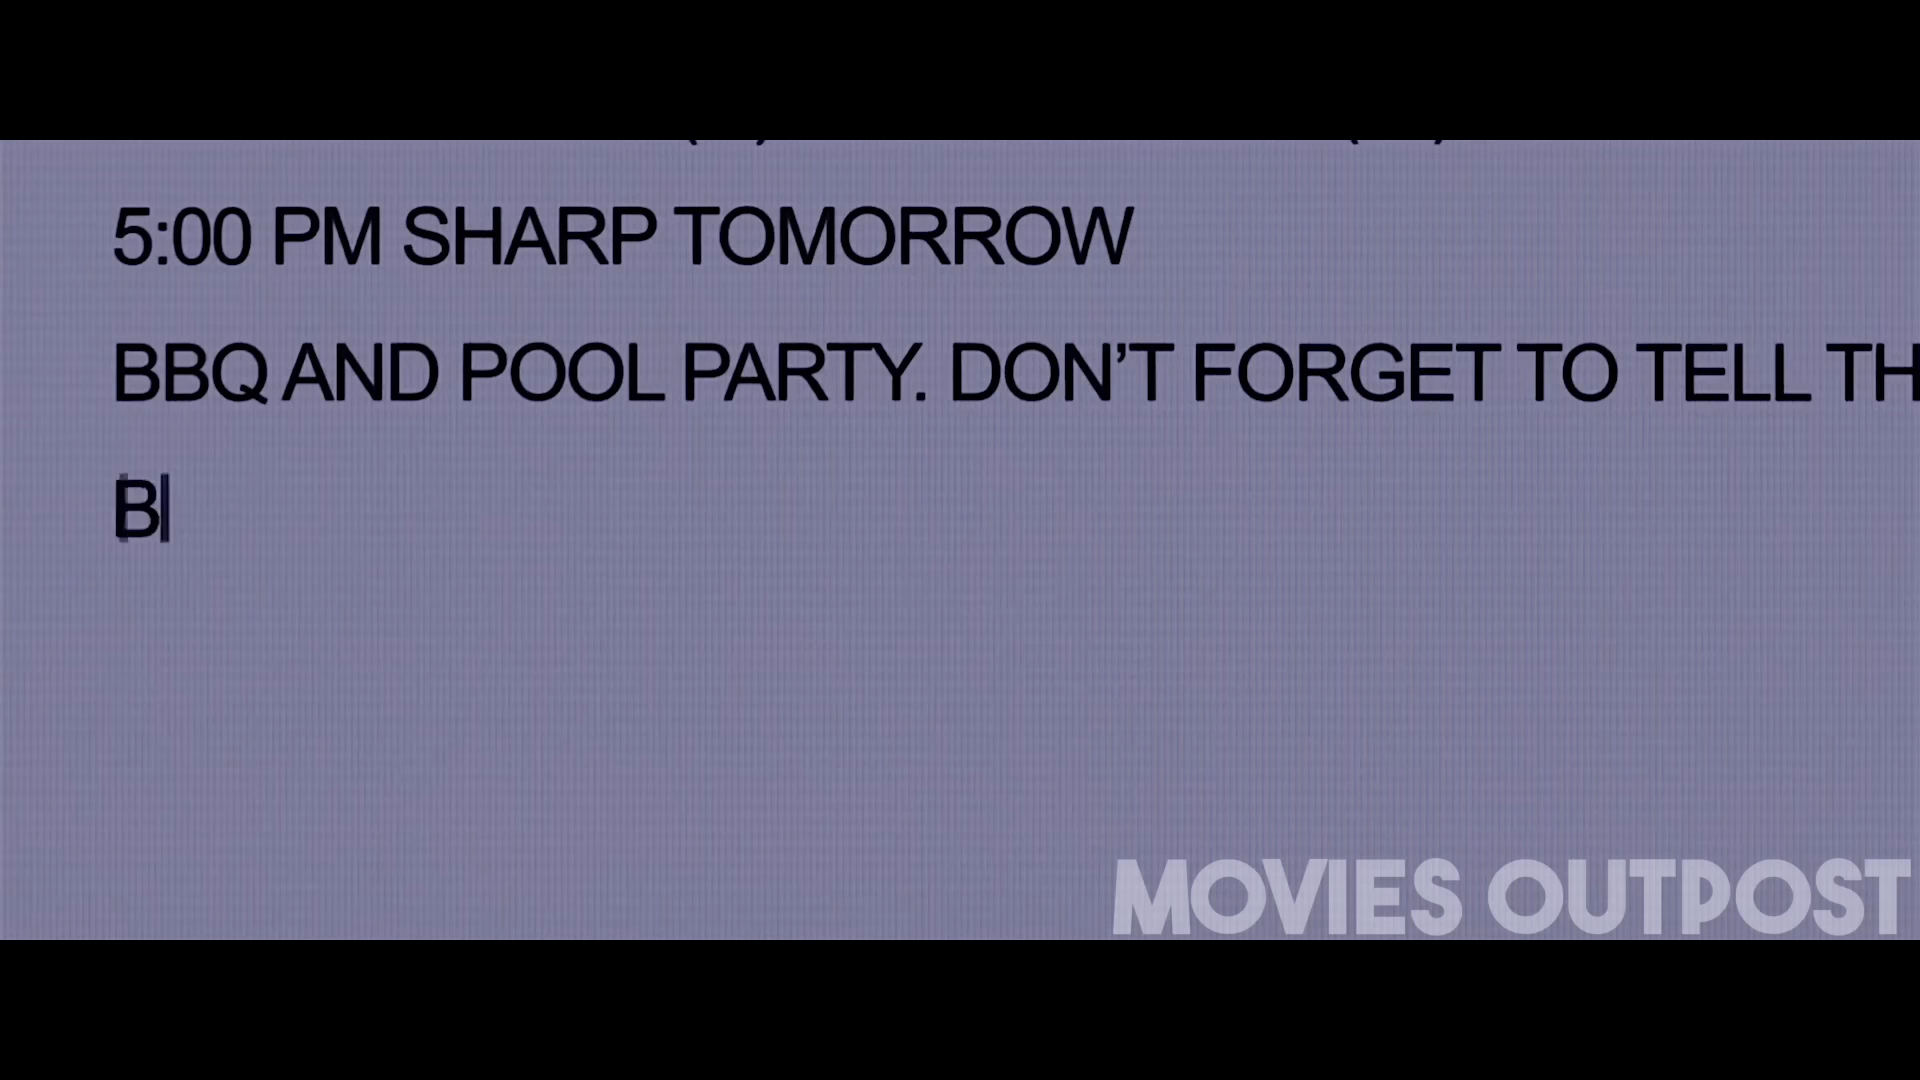 5:00 PM SHARP TOMORROW
BBQ AND POOL PARTY. DON’T FORGET TO TELL TH
B
MOVIES OUTPOST